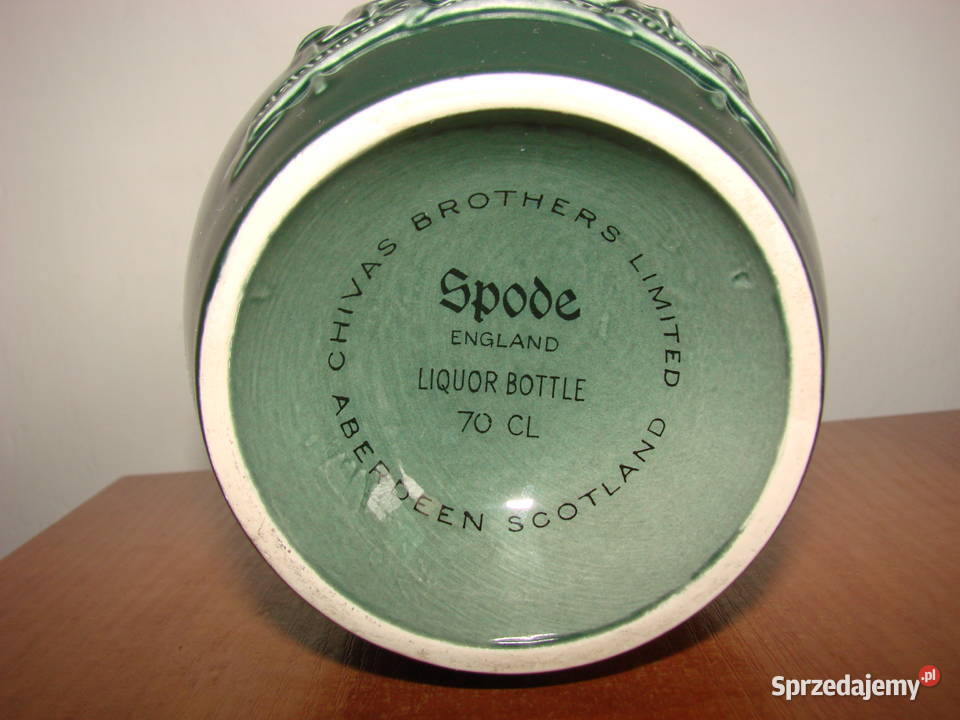 CHIVAS BROTHERS LIMITED
Spode
ENGLAND
LIQUOR BOTTLE
70 CL
ABERDEEN SCOTLAND
Sprzedajemy.pl